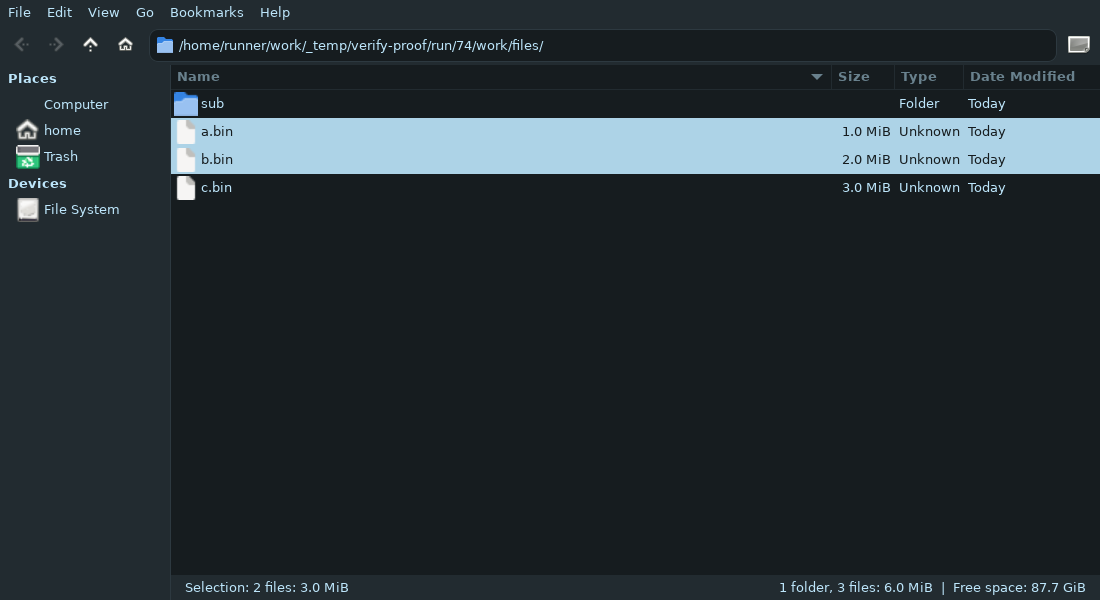 File Edit View Go Bookmarks Help
/home/runner/work/_temp/verify-proof/run/74/work/files/
Places
Computer
home
Trash
Devices
File System
Name Size Type Date Modified
sub Folder Today
a.bin 1.0 MiB Unknown Today
b.bin 2.0 MiB Unknown Today
c.bin 3.0 MiB Unknown Today
Selection: 2 files: 3.0 MiB 1 folder, 3 files: 6.0 MiB | Free space: 87.7 GiB